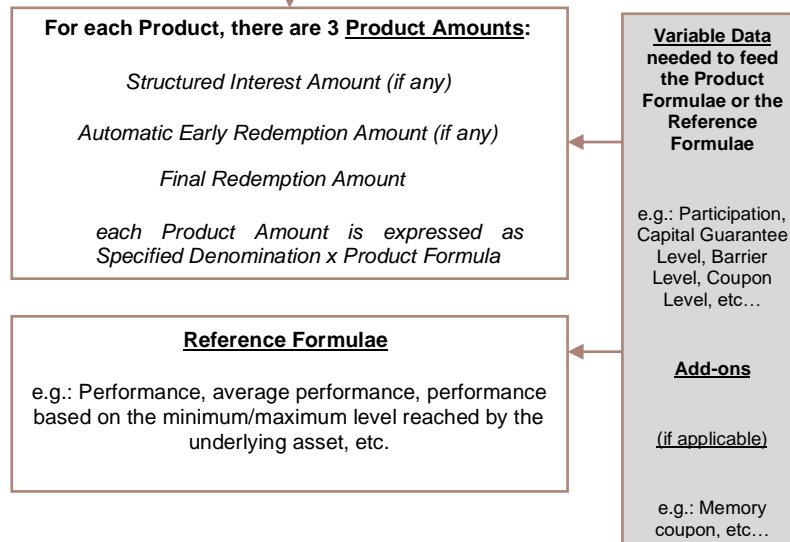 For each Product, there are 3 Product Amounts:
Structured Interest Amount (if any)
Automatic Early Redemption Amount (if any)
Final Redemption Amount
each Product Amount is expressed as
Specified Denomination x Product Formula
Reference Formulae
e.g.: Performance, average performance, performance
based on the minimum/maximum level reached by the
underlying asset, etc.
Variable Data
needed to feed
the Product
Formulae or the
Reference
Formulae
e.g.: Participation,
Capital Guarantee
Level, Barrier
Level, Coupon
Level, etc…
Add-ons
(if applicable)
e.g.: Memory
coupon, etc…